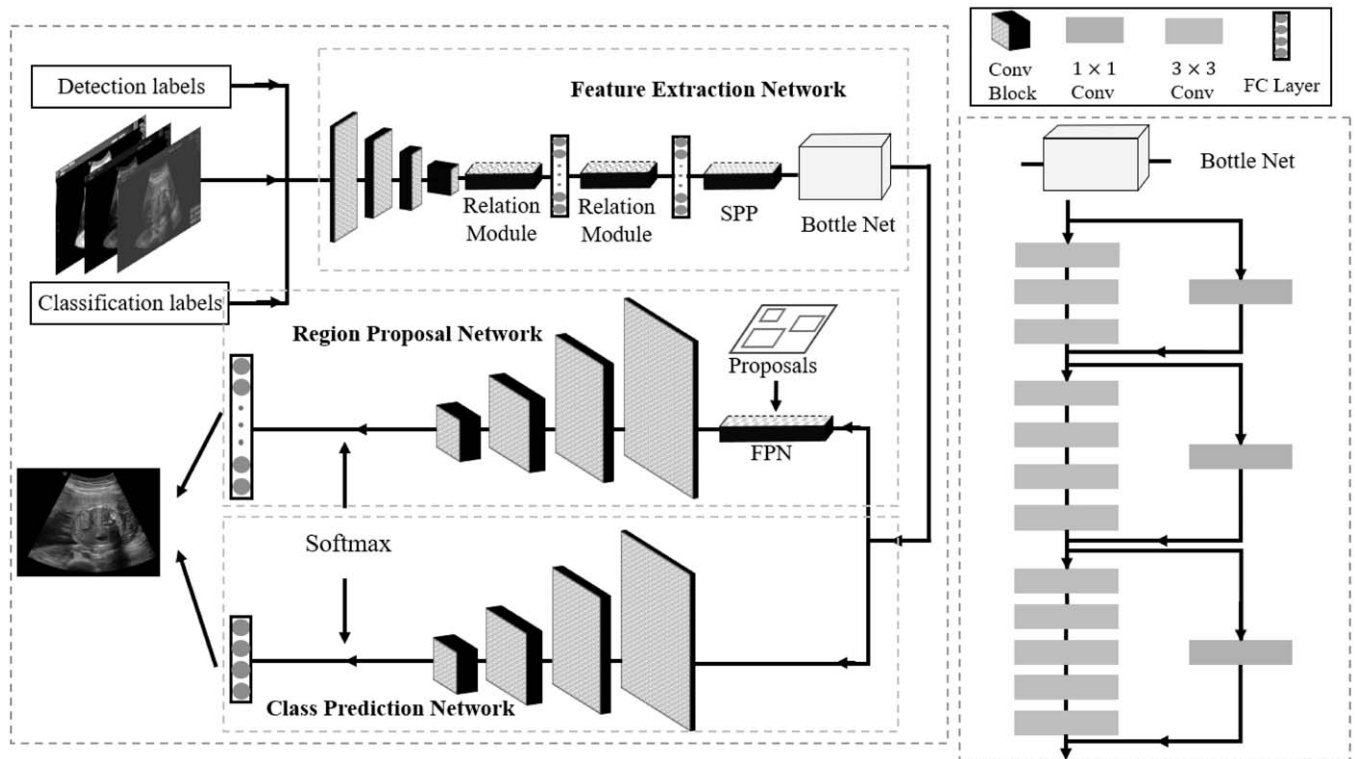 Detection labels
Classification labels
Feature Extraction Network
Relation
Module
Relation
Module
SPP
Bottle Net
Region Proposal Network
Proposals
FPN
Softmax
Class Prediction Network
Conv
Block
1 × 1
Conv
3 × 3
Conv
FC Layer
Bottle Net